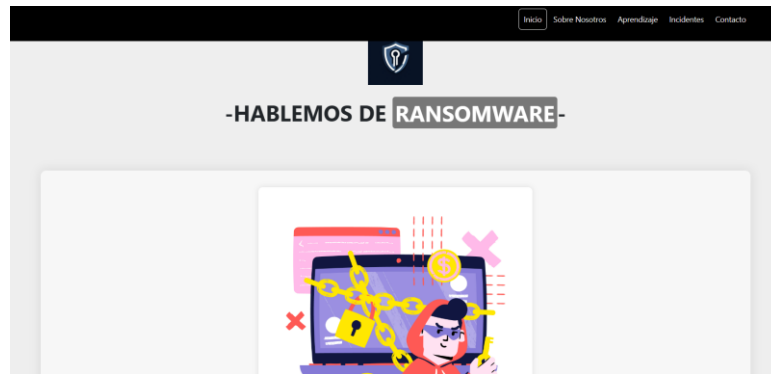 Inicio Sobre Nosotros Aprendizaje Incidentes Contacto
-HABLEMOS DE RANSOMWARE-
$